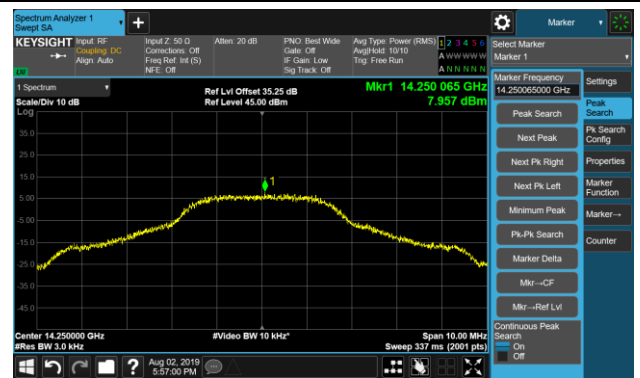 Spectrum Analyzer 1
Swept SA
Marker
KEYSIGHT
Input: RF
Coupling: DC
Align: Auto
Input Z: 50 Ω
Corrections: Off
Freq Ref: Int (S)
NFE: Off
Atten: 20 dB
PNO: Best Wide
Gate: Off
IF Gain: Low
Sig Track: Off
Avg Type: Power (RMS)
Avg|Hold: 10/10
Trig: Free Run
1 2 3 4 5 6
A W W W W W
A N N N N N
Select Marker
Marker 1
LXI
1 Spectrum
Scale/Div 10 dB
Log
Ref Lvl Offset 35.25 dB
Ref Level 45.00 dBm
Mkr1 14.250 065 GHz
7.957 dBm
35.0
25.0
15.0
5.00
-5.00
-15.0
-25.0
-35.0
-45.0
1
Center 14.250000 GHz
#Res BW 3.0 kHz
#Video BW 10 kHz*
Span 10.00 MHz
Sweep 337 ms (2001 pts)
Marker Frequency
14.250065000 GHz
Peak Search
Next Peak
Next Pk Right
Next Pk Left
Minimum Peak
Pk-Pk Search
Marker Delta
Mkr→CF
Mkr→Ref Lvl
Continuous Peak
Search
On
Off
Settings
Peak
Search
Pk Search
Config
Properties
Marker
Function
Marker→
Counter
?
Aug 02, 2019
5:57:00 PM